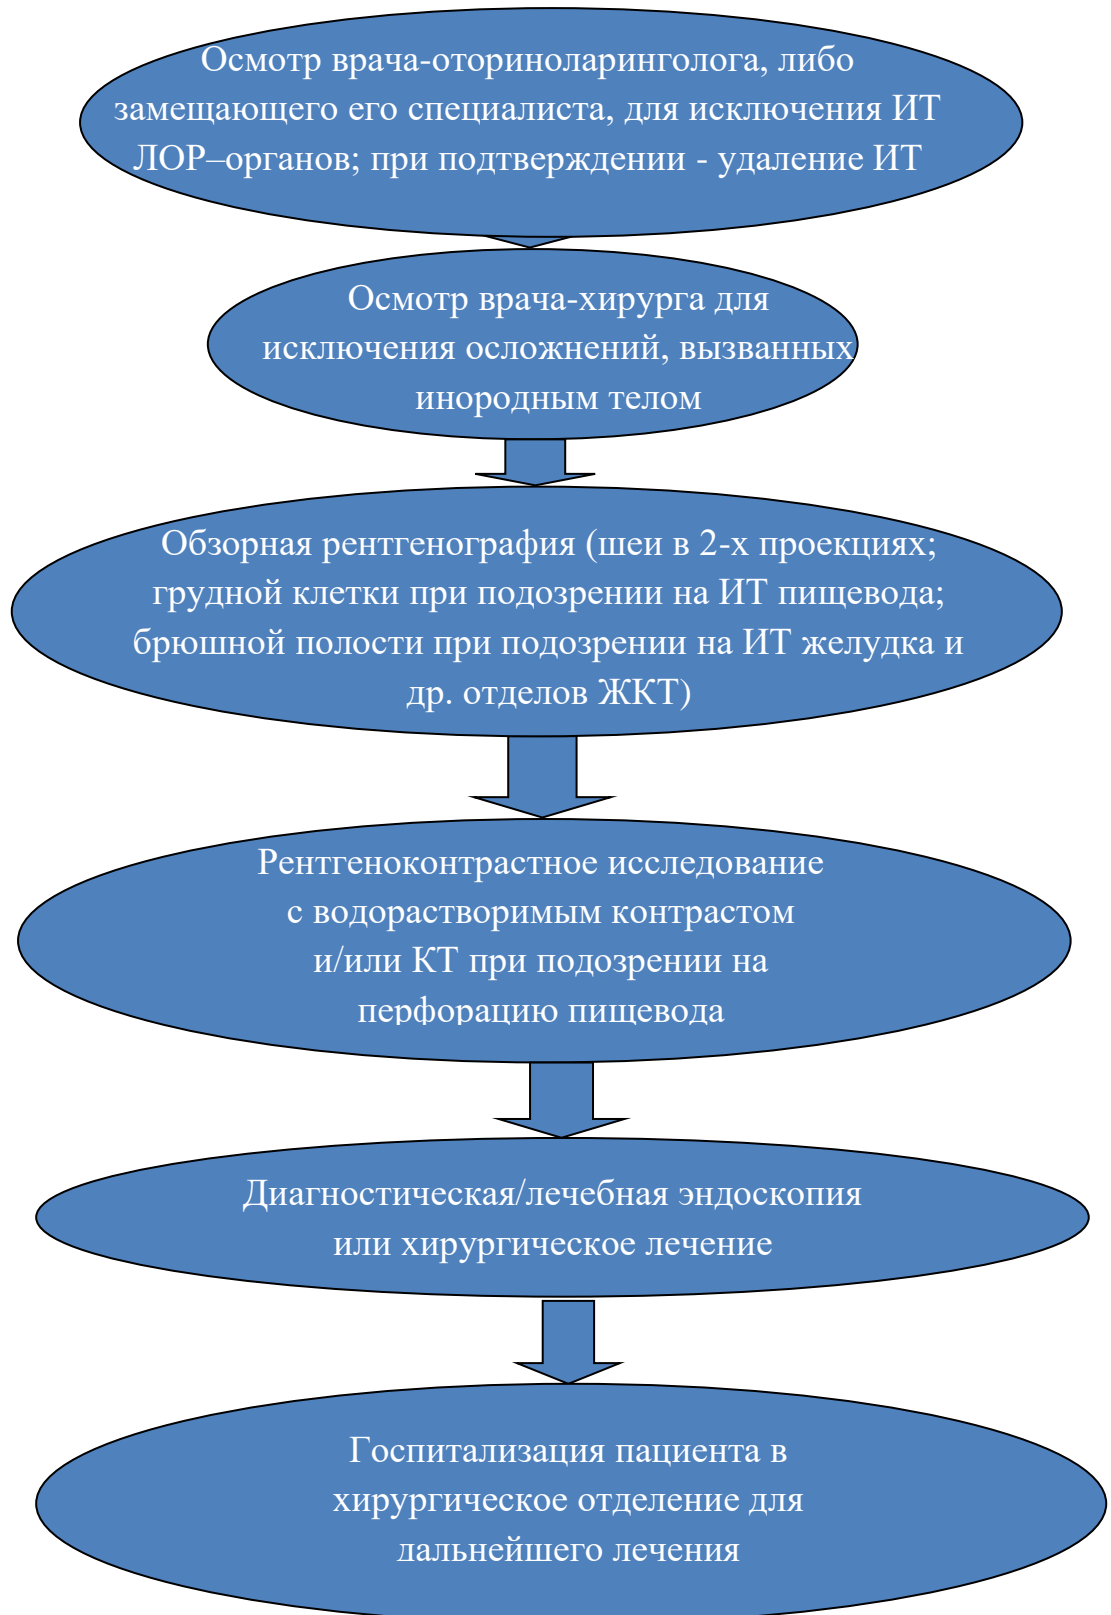 Осмотр врача-оториноларинголога, либо
замещающего его специалиста, для исключения ИТ
ЛОР–органов; при подтверждении - удаление ИТ
Осмотр врача-хирурга для
исключения осложнений, вызванных
инородным телом
Обзорная рентгенография (шеи в 2-х проекциях;
грудной клетки при подозрении на ИТ пищевода;
брюшной полости при подозрении на ИТ желудка и
др. отделов ЖКТ)
Рентгеноконтрастное исследование
с водорастворимым контрастом
и/или КТ при подозрении на
перфорацию пищевода
Диагностическая/лечебная эндоскопия
или хирургическое лечение
Госпитализация пациента в
хирургическое отделение для
дальнейшего лечения